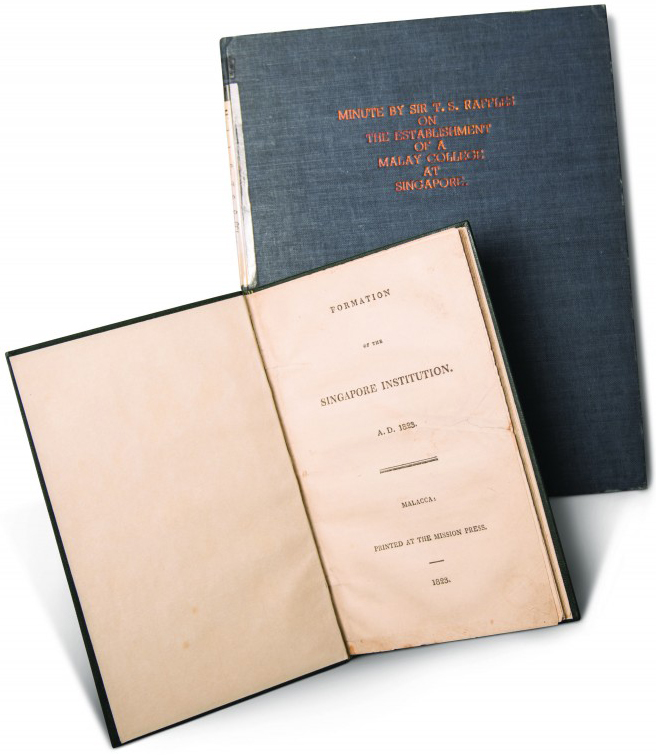 MINUTE BY SIR T. S. RAFFLES
ON
THE ESTABLISHMENT
OF A
MALAY COLLEGE
AT
SINGAPORE.
FORMATION
OF THE
SINGAPORE INSTITUTION.
A. D. 1823.
MALACCA:
PRINTED AT THE MISSION PRESS.
1823.